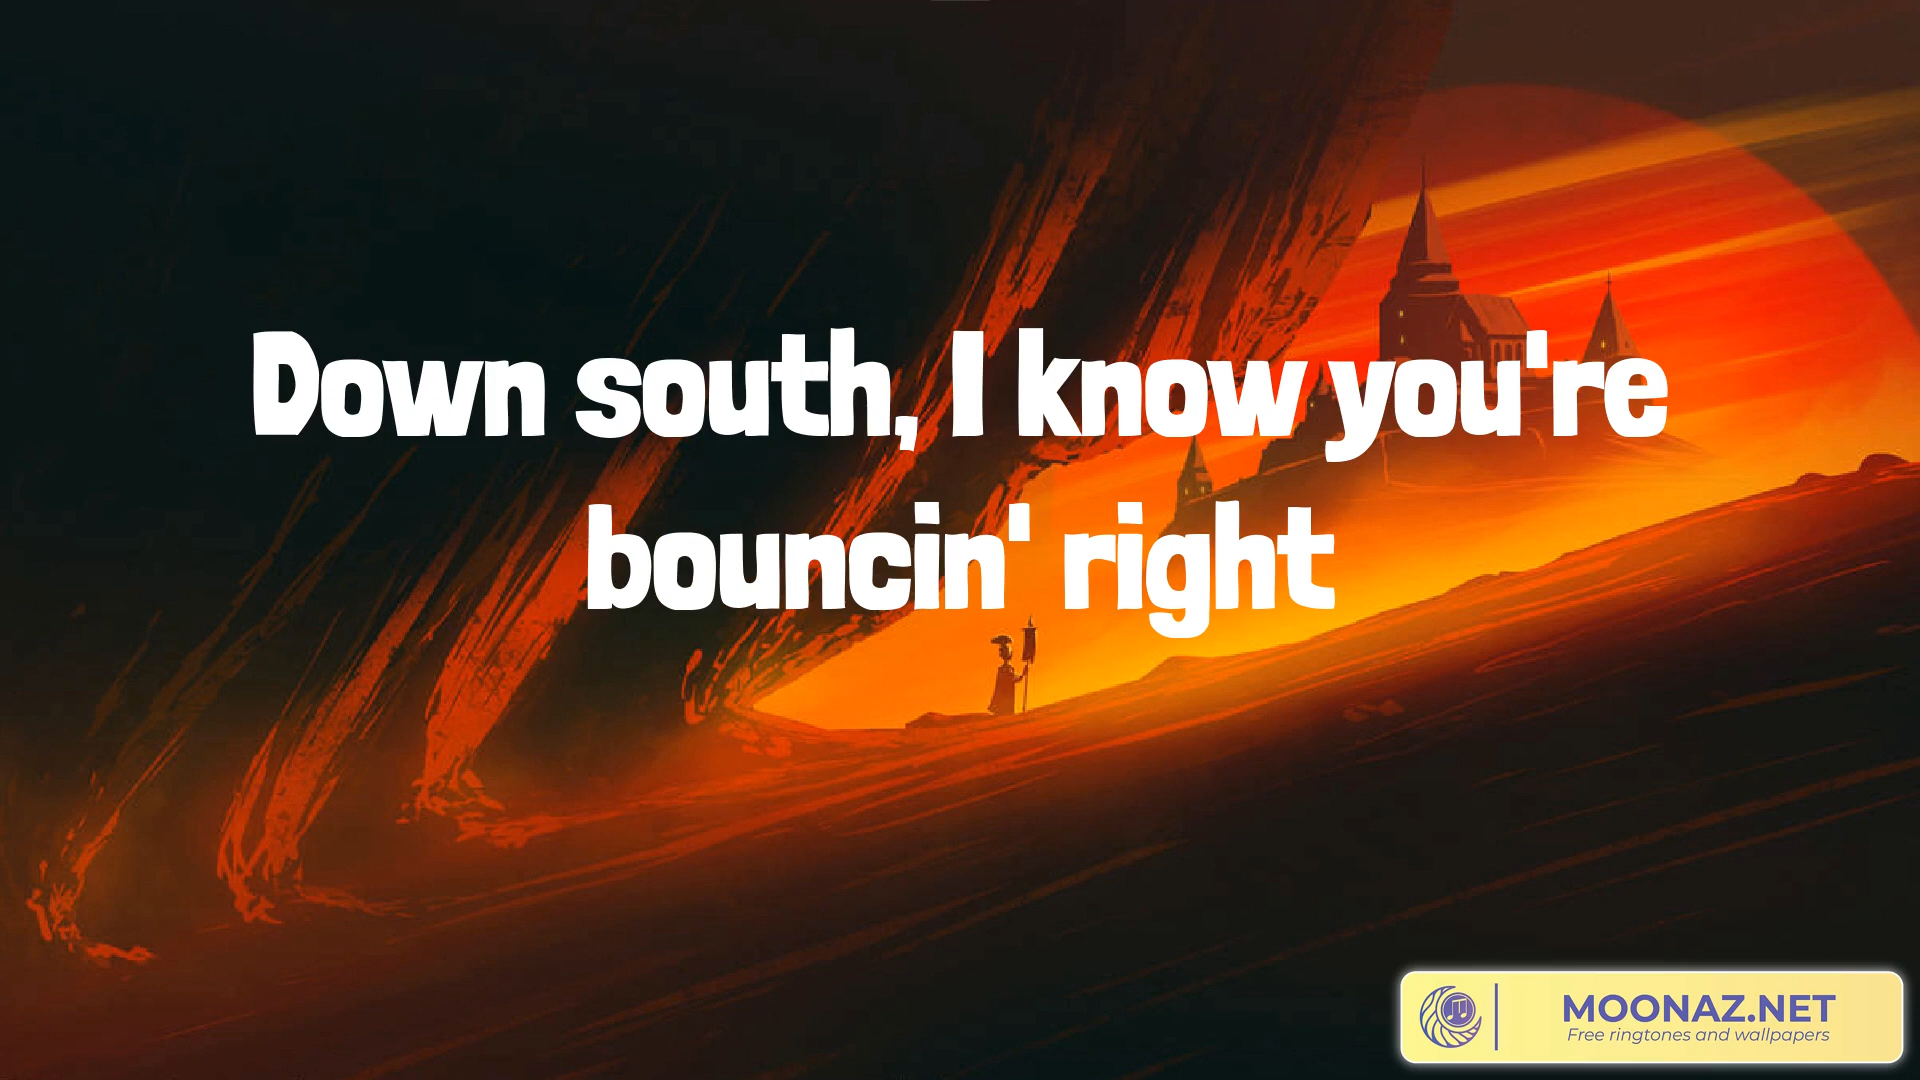 Down south, I know you're
bouncin' right
MOONAZ.NET
Free ringtones and wallpapers